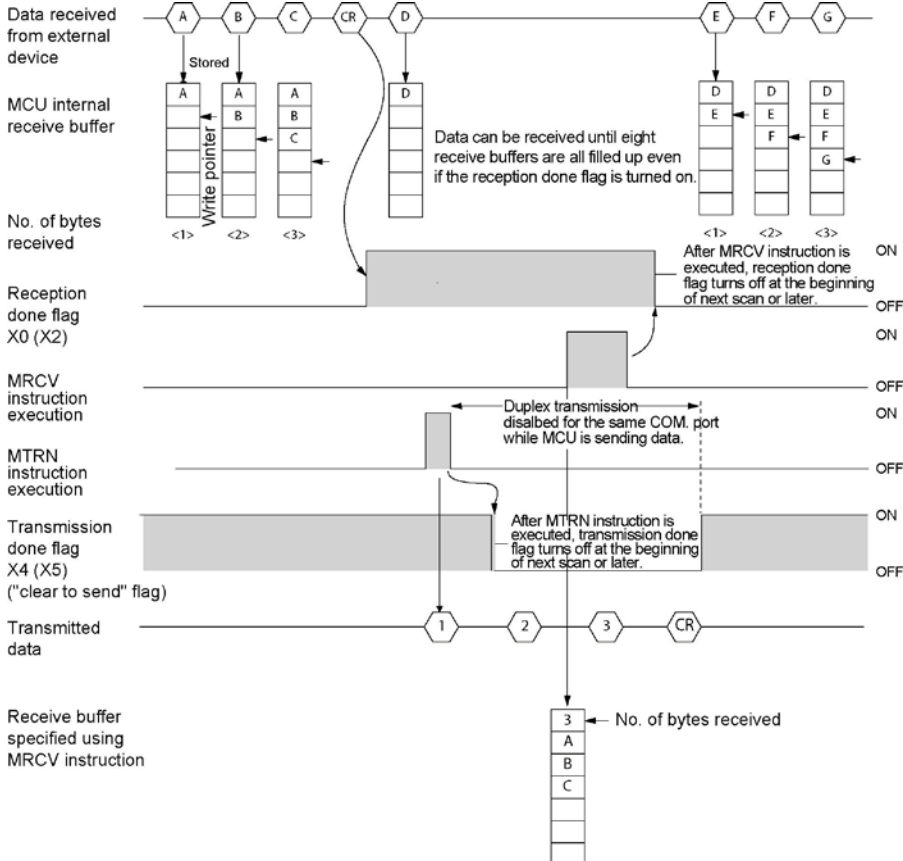 Data received
from external
device
A B C CR D E F G
Stored
MCU internal
receive buffer
A A A D D D D
B B E E E
C F F
G
Write pointer
Data can be received until eight
receive buffers are all filled up even
if the reception done flag is turned on.
No. of bytes
received
<1> <2> <3> <1> <2> <3>
After MRCV instruction is
executed, reception done
flag turns off at the beginning
of next scan or later.
ON
OFF
Reception
done flag
X0 (X2)
ON
OFF
MRCV
instruction
execution
Duplex transmission
disalbed for the same COM. port
while MCU is sending data.
ON
OFF
MTRN
instruction
execution
Transmission
done flag
X4 (X5)
("clear to send" flag)
After MTRN instruction is
executed, transmission done
flag turns off at the beginning
of next scan or later.
ON
OFF
Transmitted
data
1 2 3 CR
Receive buffer
specified using
MRCV instruction
3
No. of bytes received
A
B
C